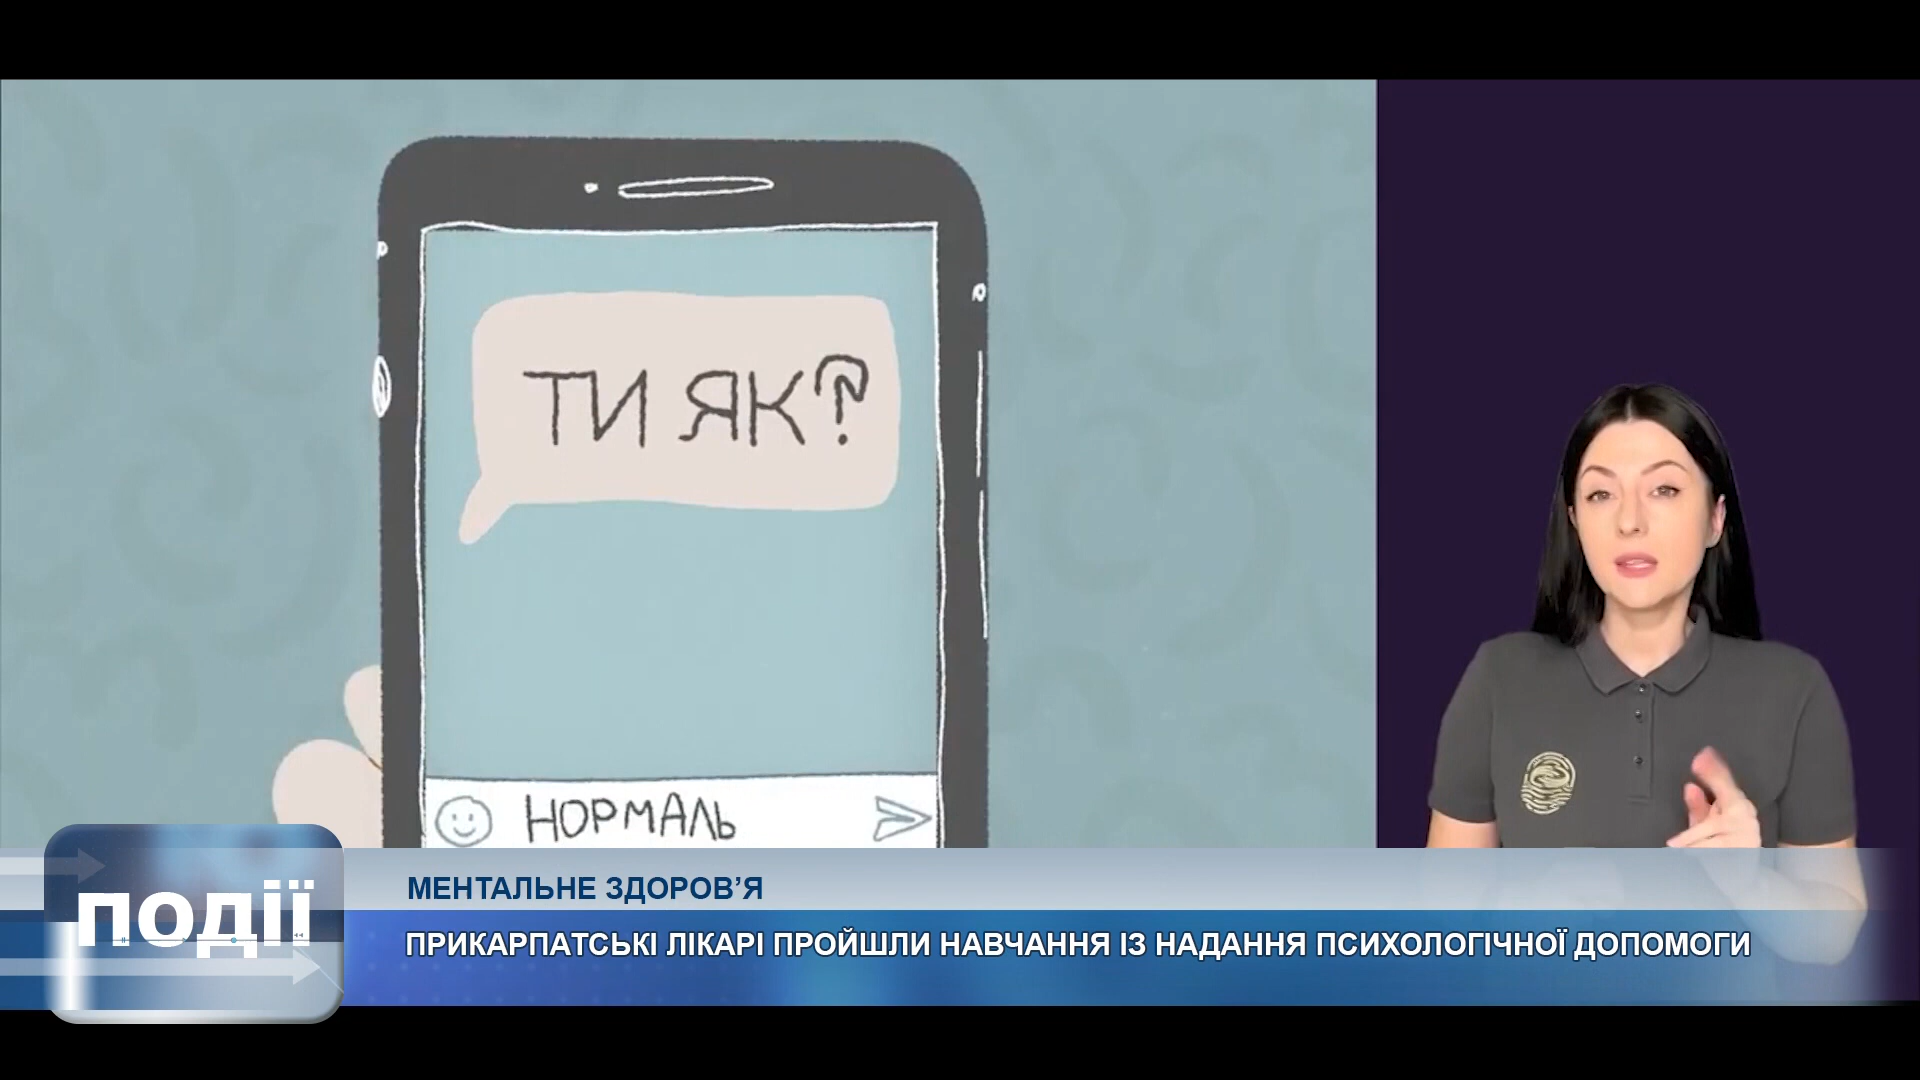 ТИ ЯК?
НОРМАЛЬ
події
МЕНТАЛЬНЕ ЗДОРОВ’Я
ПРИКАРПАТСЬКІ ЛІКАРІ ПРОЙШЛИ НАВЧАННЯ ІЗ НАДАННЯ ПСИХОЛОГІЧНОЇ ДОПОМОГИ